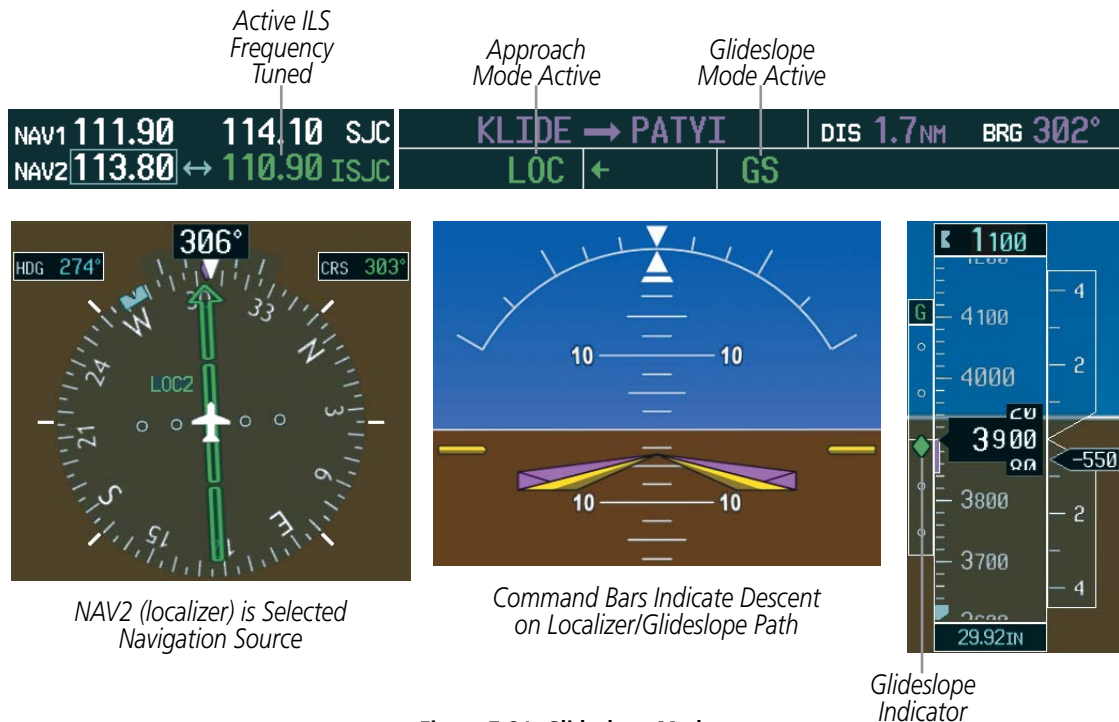 Active ILS
Frequency
Tuned
Approach
Mode Active
Glideslope
Mode Active
NAV1 111.90 114.10 SJC
NAV2 113.80 ↔ 110.90 ISJC
KLIDE → PATYI DIS 1.7NM BRG 302°
LOC ← GS
306°
HDG 274° CRS 303°
33
N
3
6
E
15
S
21
24
W
LOC2
10 10
10 10
1100
G
4100
4000
3900
3800
3700
4
2
-550
2
4
29.92IN
NAV2 (localizer) is Selected
Navigation Source
Command Bars Indicate Descent
on Localizer/Glideslope Path
Glideslope
Indicator